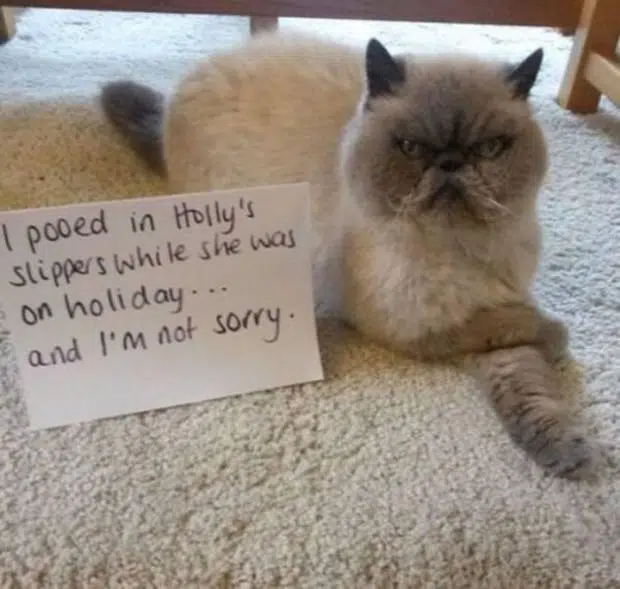 I pooed in Holly's
slippers while she was
on holiday...
and I'm not sorry.